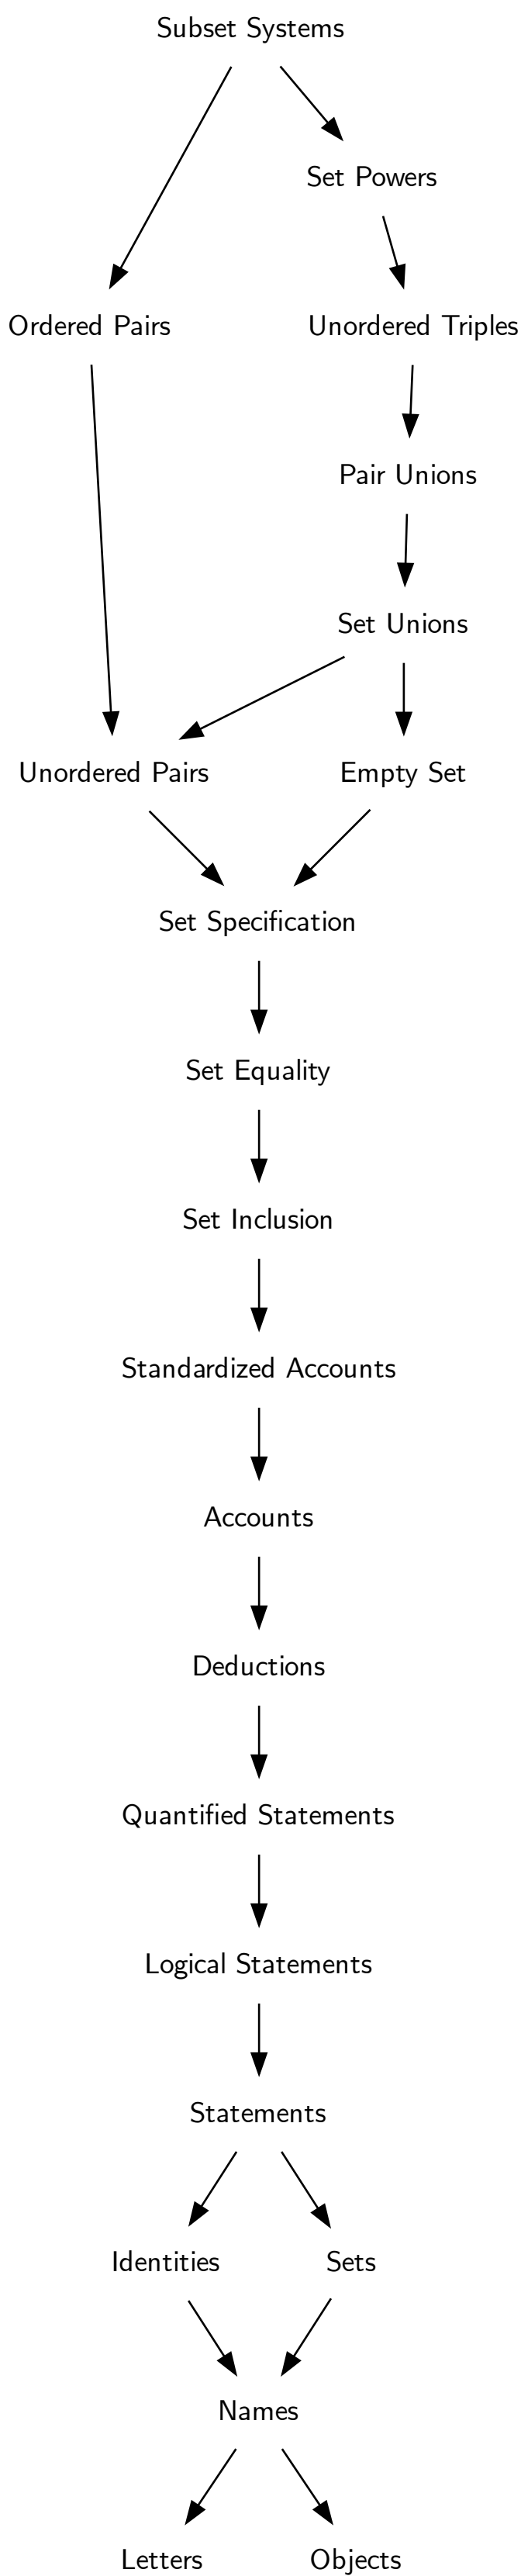 Subset Systems
Set Powers
Ordered Pairs
Unordered Triples
Pair Unions
Set Unions
Unordered Pairs
Empty Set
Set Specification
Set Equality
Set Inclusion
Standardized Accounts
Accounts
Deductions
Quantified Statements
Logical Statements
Statements
Identities
Sets
Names
Letters
Objects